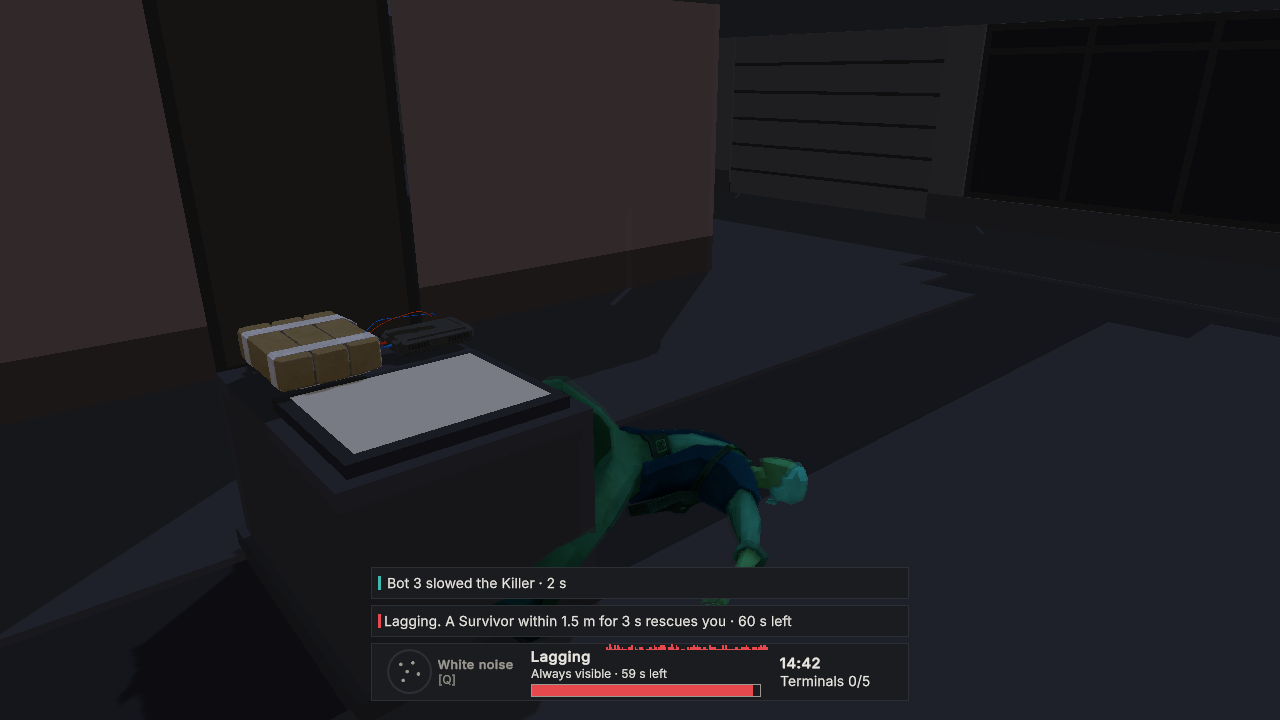 Bot 3 slowed the Killer · 2 s
Lagging. A Survivor within 1.5 m for 3 s rescues you · 60 s left
White noise
[Q]
Lagging
Always visible · 59 s left
14:42
Terminals 0/5